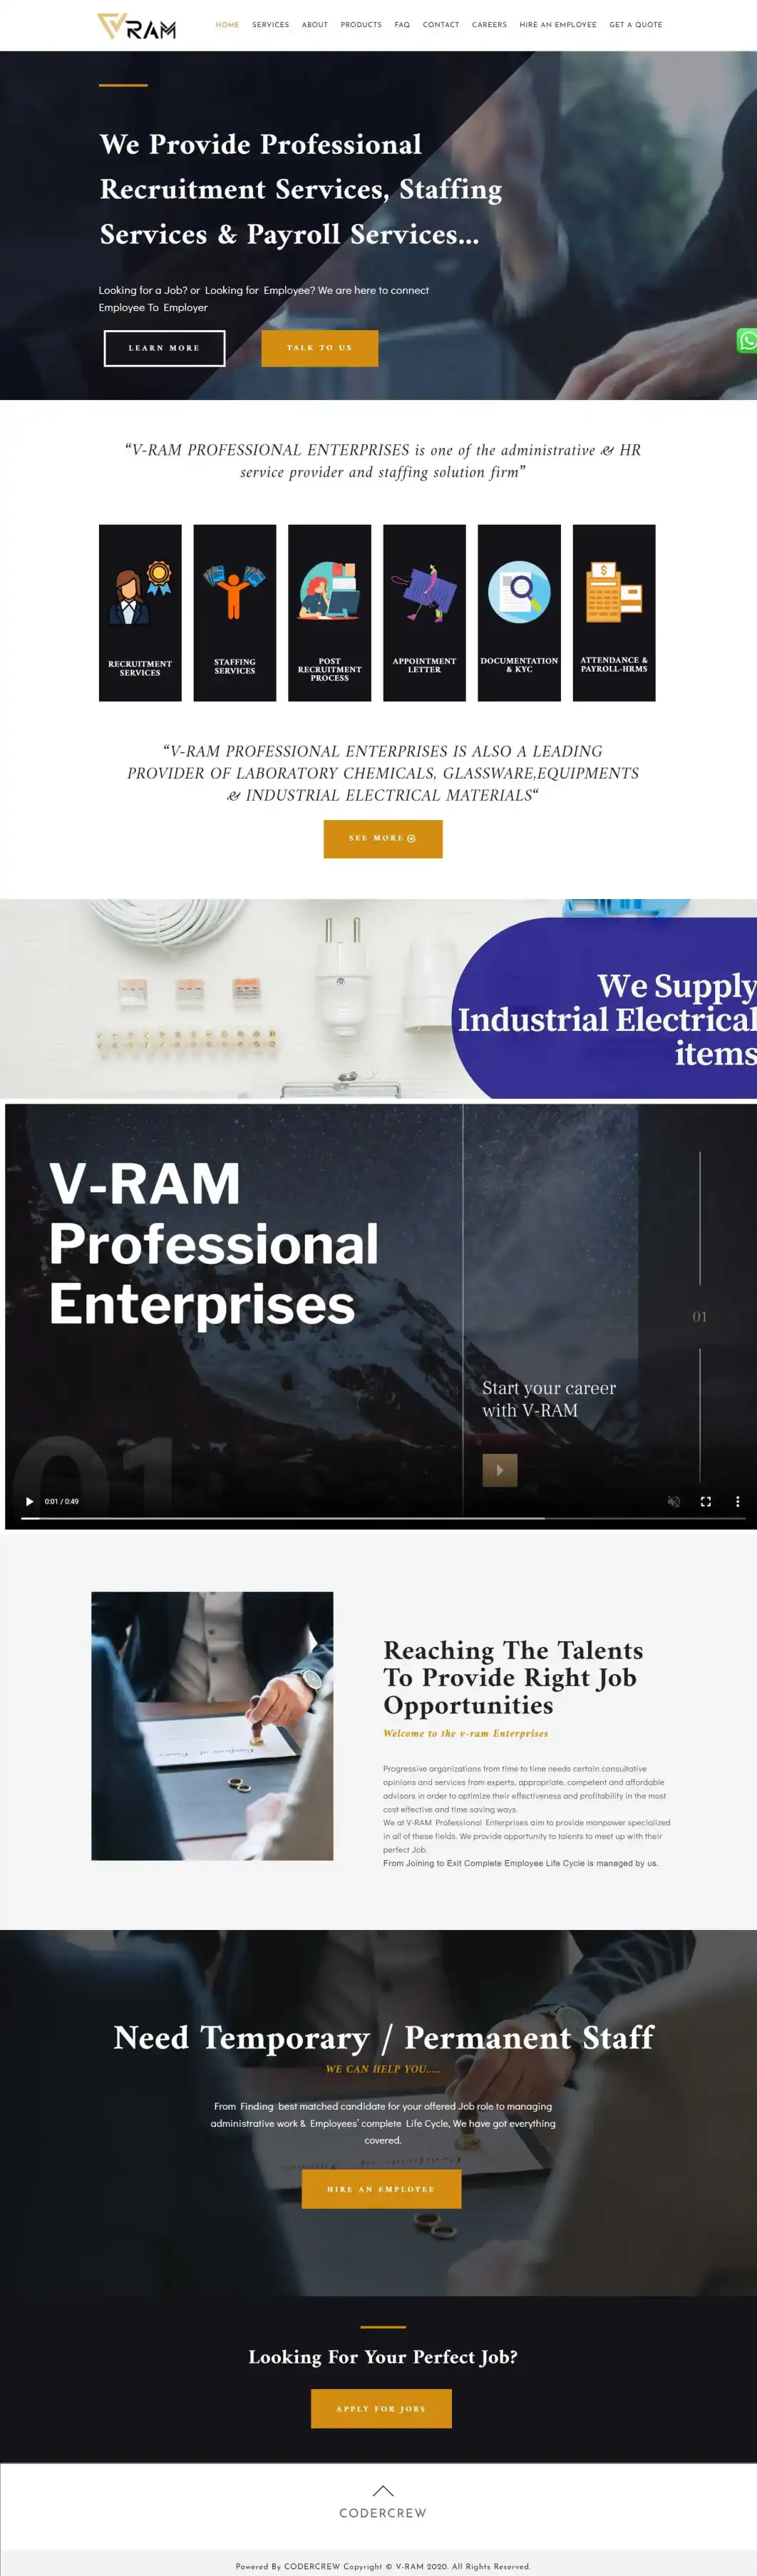 VRAM
HOME SERVICES ABOUT PRODUCTS FAQ CONTACT CAREERS HIRE AN EMPLOYEE GET A QUOTE
We Provide Professional
Recruitment Services, Staffing
Services & Payroll Services...
Looking for a Job? or Looking for Employee? We are here to connect
Employee To Employer
LEARN MORE
TALK TO US
“V-RAM PROFESSIONAL ENTERPRISES is one of the administrative & HR
service provider and staffing solution firm”
RECRUITMENT
SERVICES
STAFFING
SERVICES
POST
RECRUITMENT
PROCESS
APPOINTMENT
LETTER
DOCUMENTATION
& KYC
$
ATTENDANCE &
PAYROLL-HRMS
“V-RAM PROFESSIONAL ENTERPRISES IS ALSO A LEADING
PROVIDER OF LABORATORY CHEMICALS, GLASSWARE,EQUIPMENTS
& INDUSTRIAL ELECTRICAL MATERIALS“
SEE MORE
We Supply
Industrial Electrical
items
V-RAM
Professional
Enterprises
01
Start your career
with V-RAM
01
0:01 / 0:49
Reaching The Talents
To Provide Right Job
Opportunities
Welcome to the v-ram Enterprises
Progressive organizations from time to time needs certain consultative
opinions and services from experts, appropriate, competent and affordable
advisors in order to optimize their effectiveness and profitability in the most
cost effective and time saving ways.
We at V-RAM Professional Enterprises aim to provide manpower specialized
in all of these fields. We provide opportunity to talents to meet up with their
perfect Job.
From Joining to Exit Complete Employee Life Cycle is managed by us.
Need Temporary / Permanent Staff
WE CAN HELP YOU.....
From Finding best matched candidate for your offered Job role to managing
administrative work & Employees’ complete Life Cycle, We have got everything
covered.
HIRE AN EMPLOYEE
Looking For Your Perfect Job?
APPLY FOR JOBS
CODERCREW
Powered By CODERCREW Copyright © V-RAM 2020. All Rights Reserved.